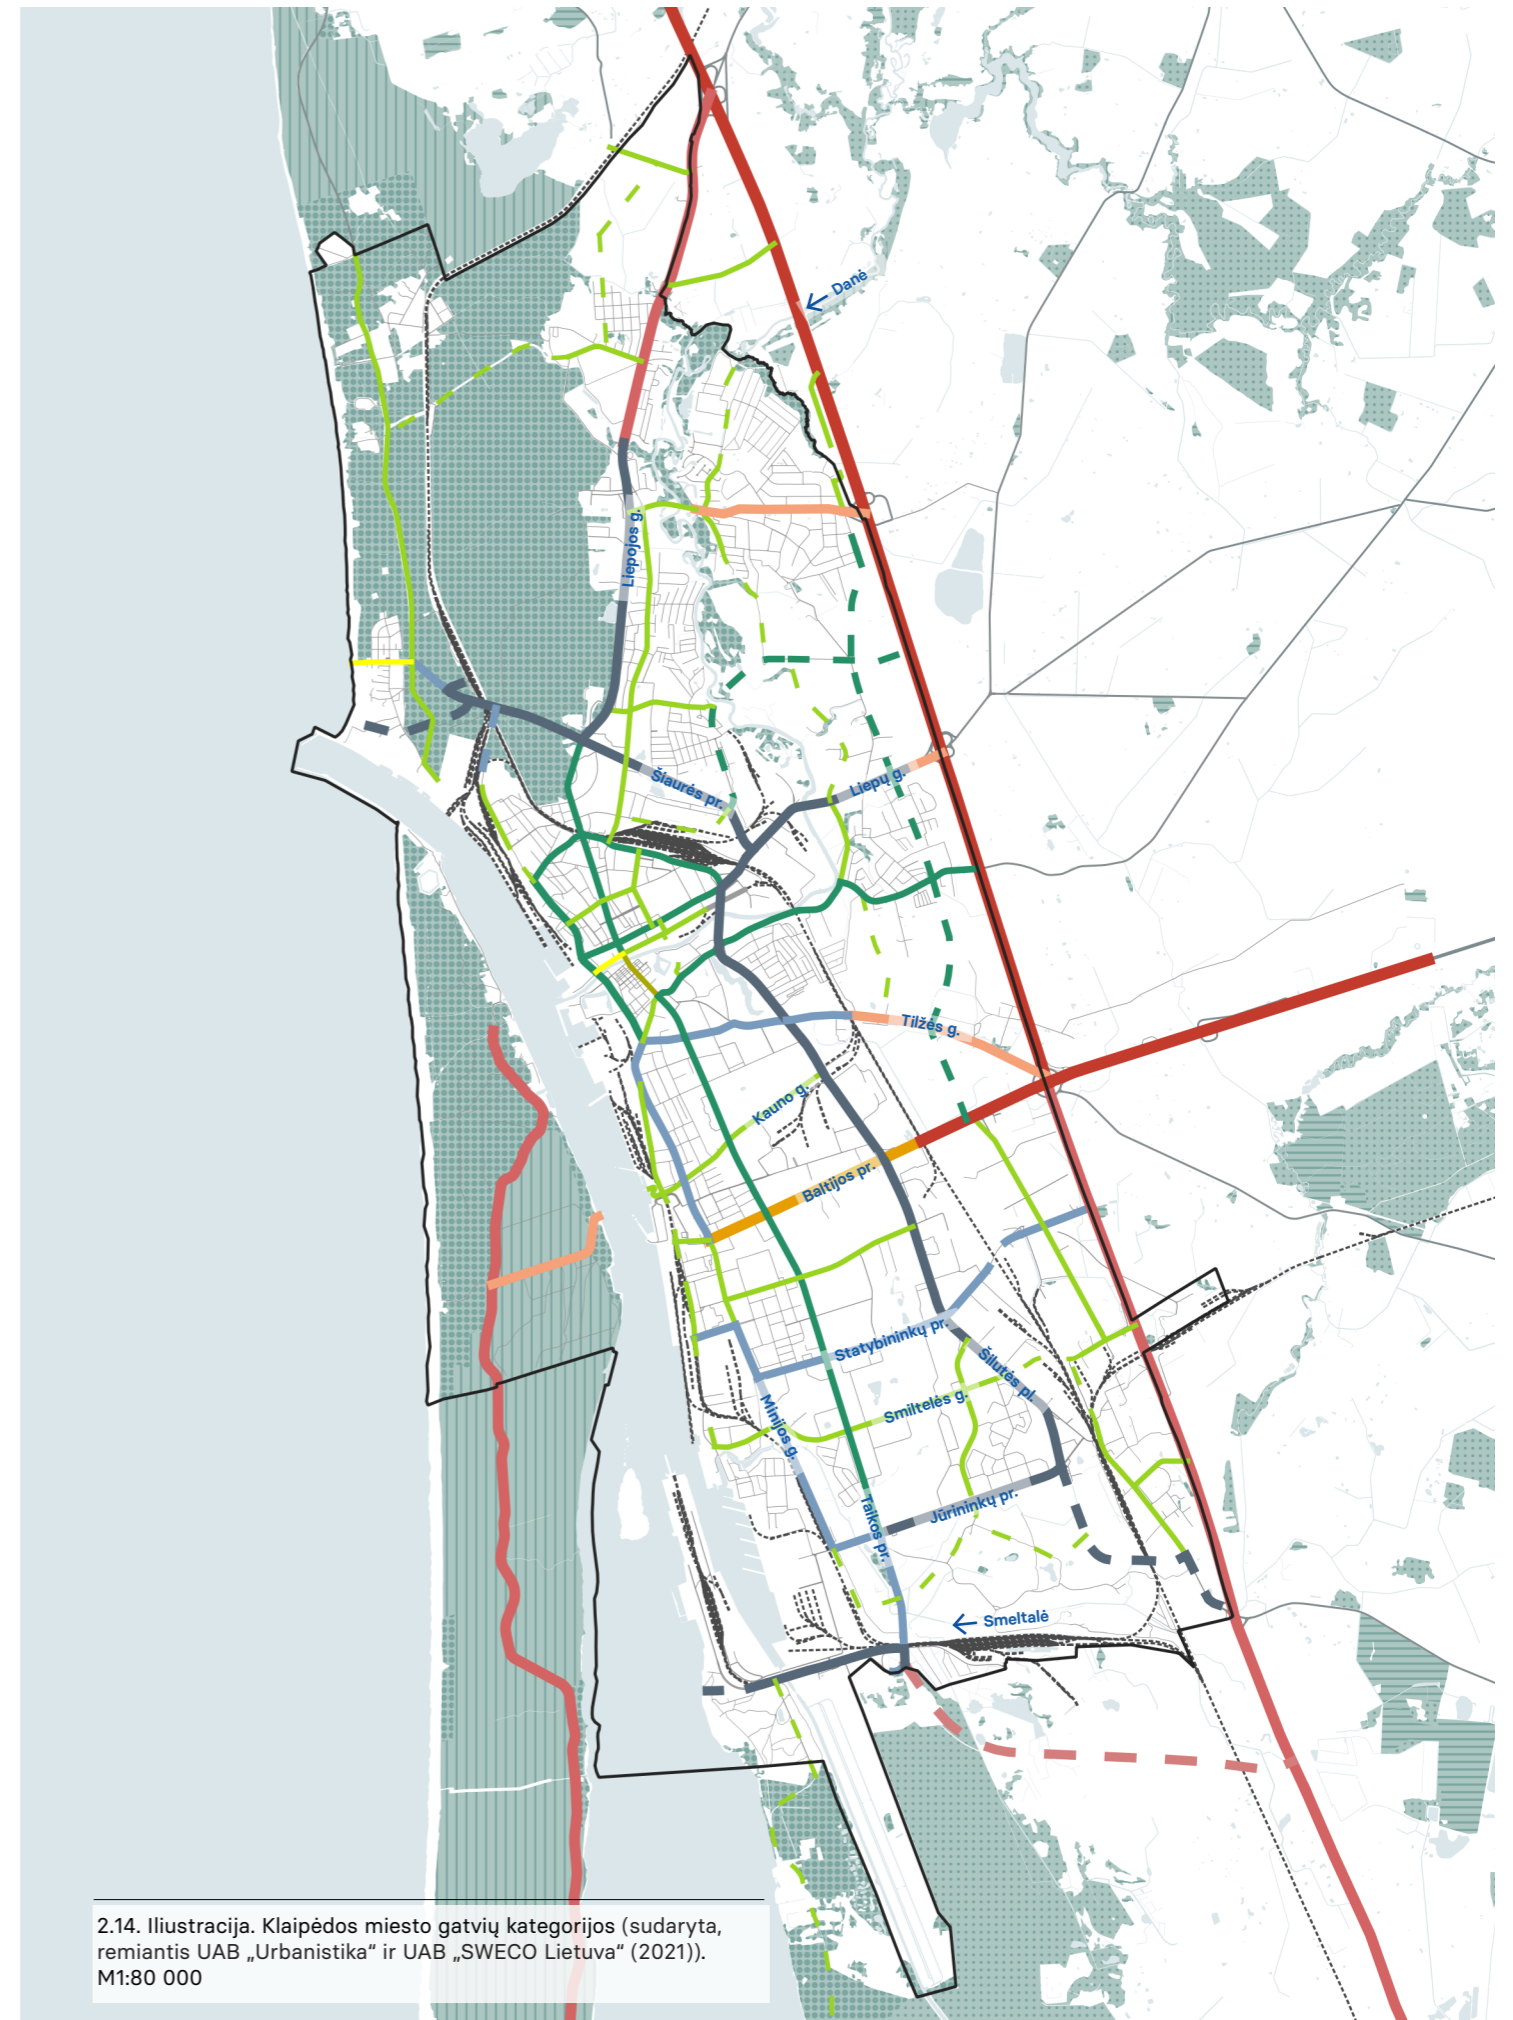 Danė
Liepojos g.
Šiaurės pr.
Liepų g.
Tilžės g.
Kauno g.
Baltijos pr.
Statybininkų pr.
Šilutės pl.
Smiltelės g.
Minijos g.
Jūrininkų pr.
Taikos pr.
Smeltalė
2.14. Iliustracija. Klaipėdos miesto gatvių kategorijos (sudaryta,
remiantis UAB „Urbanistika“ ir UAB „SWECO Lietuva“ (2021)).
M1:80 000